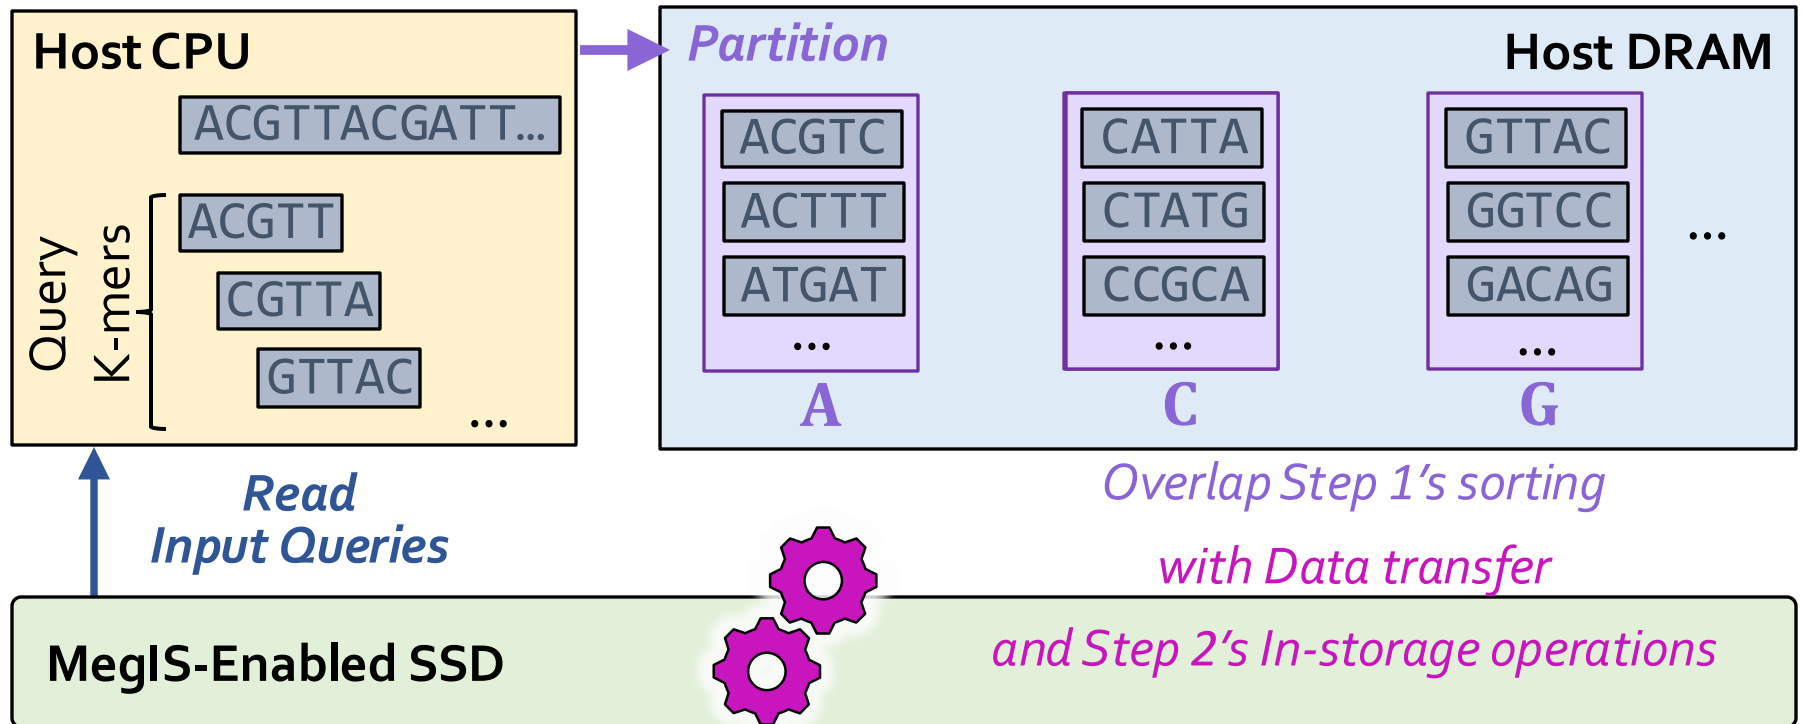 Host CPU
ACGTTACGATT...
Query
K-mers
ACGTT
CGTTA
GTTAC
...
Partition
Host DRAM
ACGTC
ACTTT
ATGAT
...
A
CATTA
CTATG
CCGCA
...
C
GTTAC
GGTCC
GACAG
...
G
...
Read
Input Queries
Overlap Step 1's sorting
with Data transfer
and Step 2's In-storage operations
MegIS-Enabled SSD